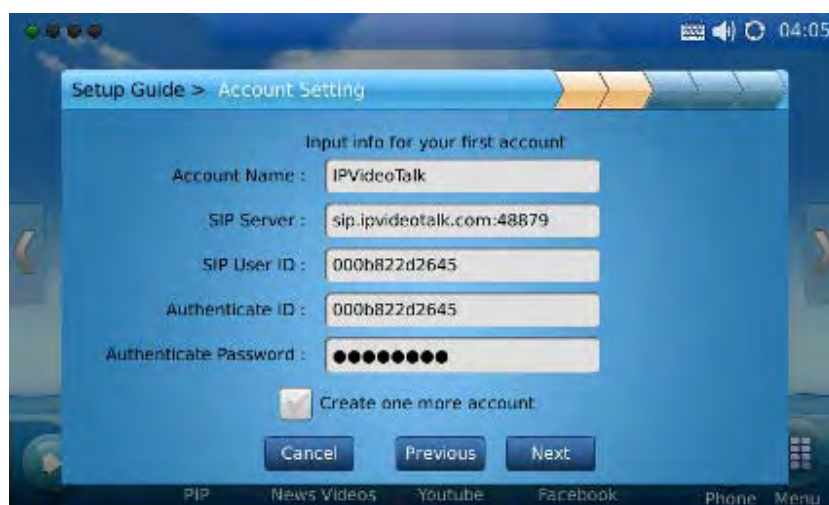 04:05
Setup Guide > Account Setting
Input info for your first account
Account Name : IPVideoTalk
SIP Server : sip.ipvideotalk.com:48879
SIP User ID : 000b822d2645
Authenticate ID : 000b822d2645
Authenticate Password : ●●●●●●●●
Create one more account
Cancel Previous Next
PIP News Videos Youtube Facebook Phone Menu